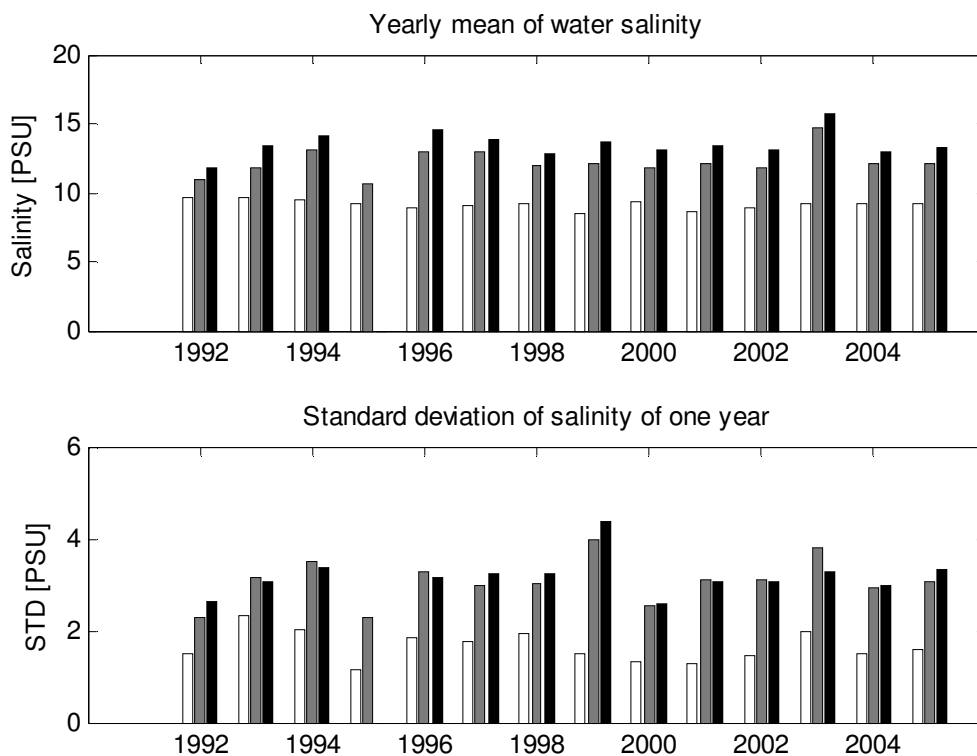 Yearly mean of water salinity
20
15
10
5
0
Salinity [PSU]
1992 1994 1996 1998 2000 2002 2004
Standard deviation of salinity of one year
6
4
2
0
STD [PSU]
1992 1994 1996 1998 2000 2002 2004